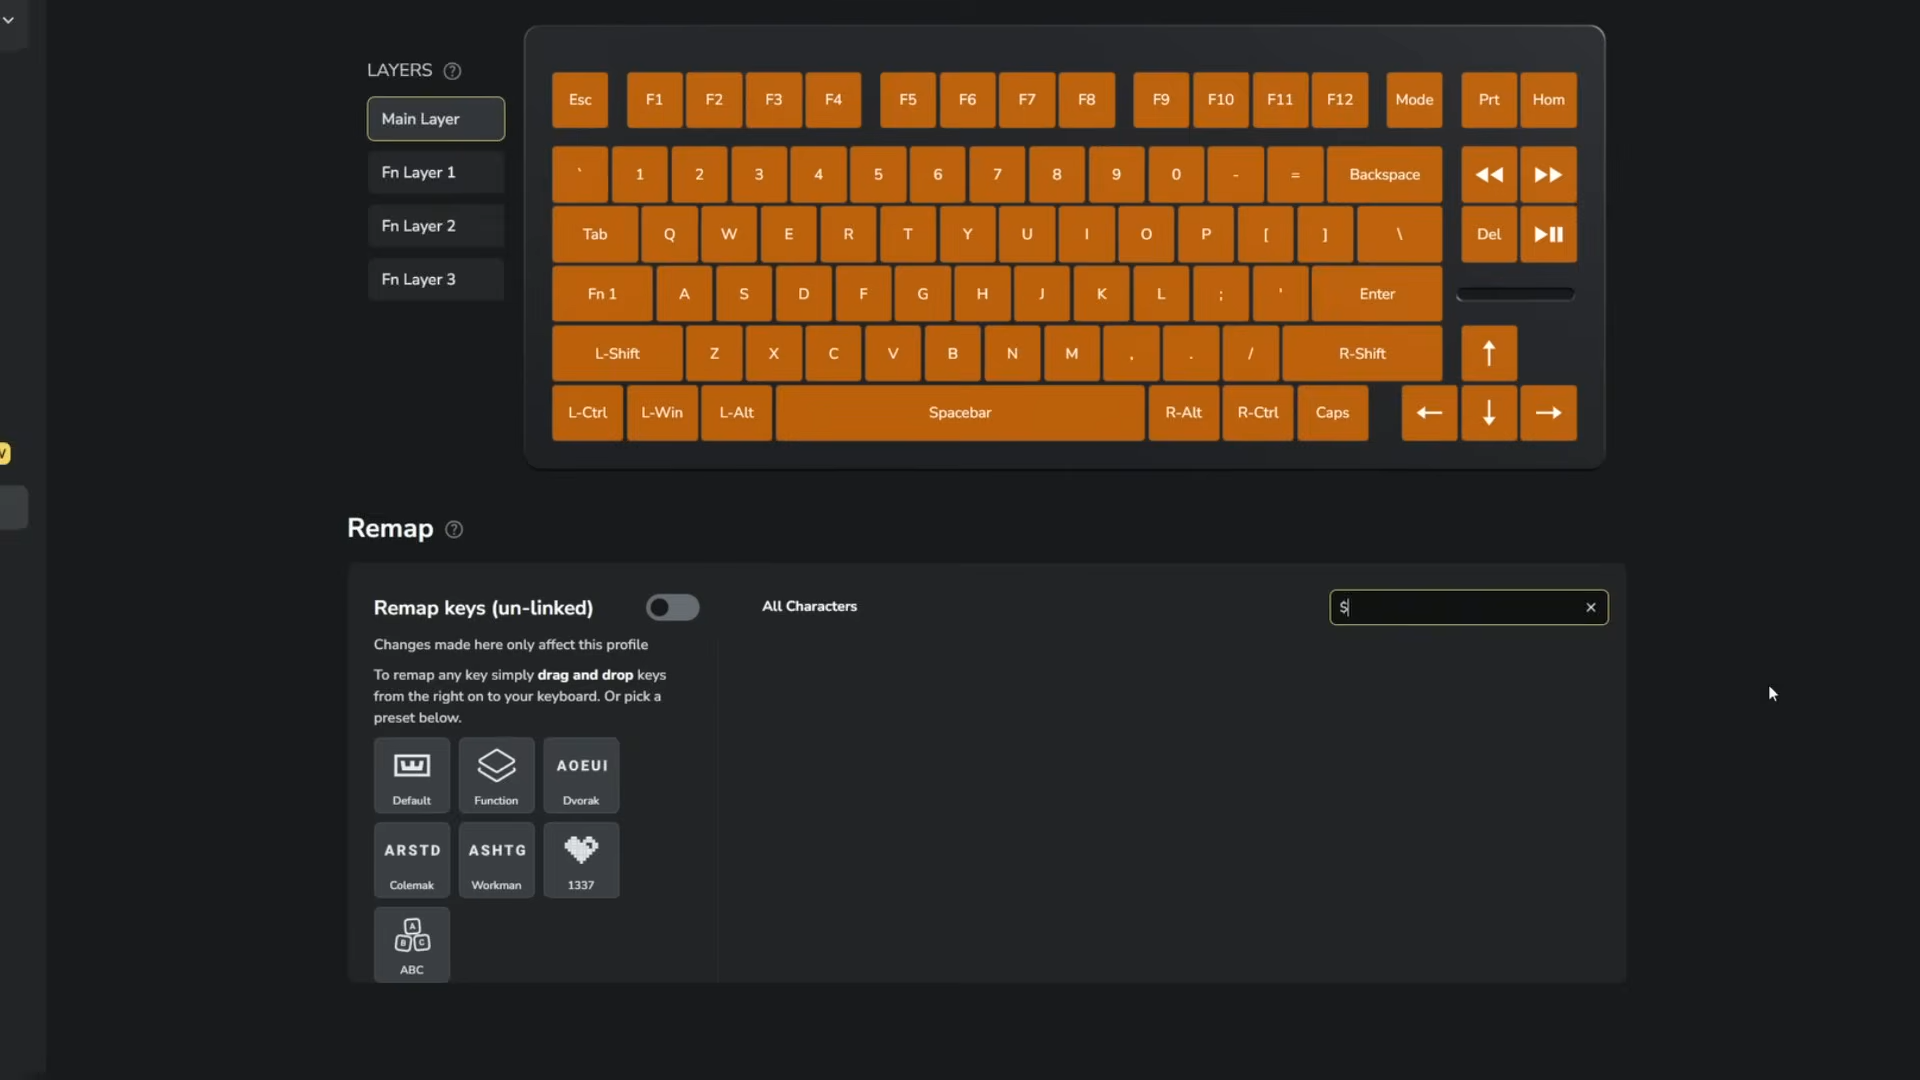 LAYERS ?
Main Layer
Fn Layer 1
Fn Layer 2
Fn Layer 3
Esc F1 F2 F3 F4 F5 F6 F7 F8 F9 F10 F11 F12 Mode Prt Hom
` 1 2 3 4 5 6 7 8 9 0 - = Backspace
Tab Q W E R T Y U I O P [ ] \ Del
Fn 1 A S D F G H J K L ; ' Enter
L-Shift Z X C V B N M , . / R-Shift ↑
L-Ctrl L-Win L-Alt Spacebar R-Alt R-Ctrl Caps ← ↓ →
Remap ?
Remap keys (un-linked)
Changes made here only affect this profile
To remap any key simply drag and drop keys
from the right on to your keyboard. Or pick a
preset below.
Default
Function
AOEUI
Dvorak
ARSTD
Colemak
ASHTG
Workman
1337
A
B C
ABC
All Characters
$